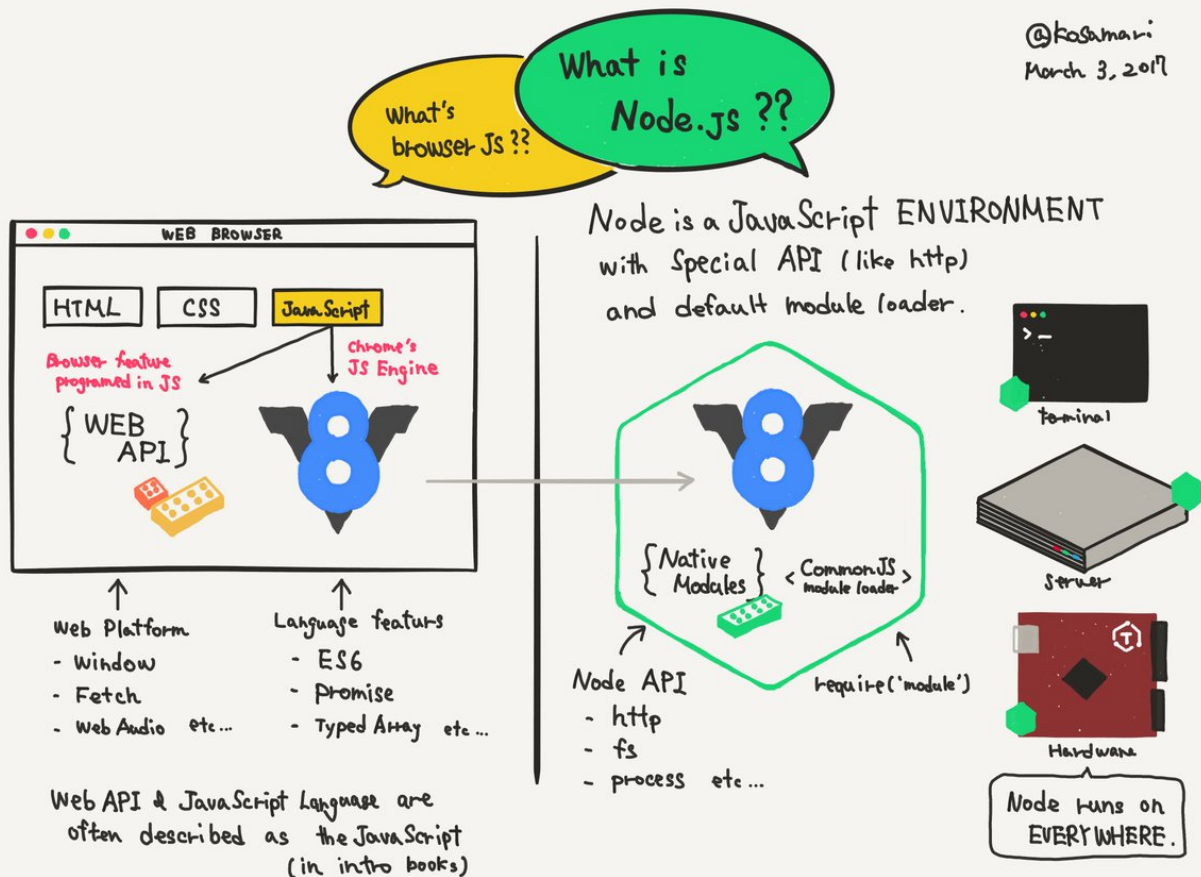 @kosamari
March 3, 2017
What's
browser JS ??
What is
Node.js ??
WEB BROWSER
HTML
CSS
JavaScript
Browser feature
programed in JS
Chrome's
JS Engine
{ WEB
API }
8
Web Platform
- Window
- Fetch
- Web Audio etc...
Language featurs
- ES6
- Promise
- Typed Array etc...
Web API & JavaScript Language are
often described as the JavaScript
(in intro books)
Node is a JavaScript ENVIRONMENT
with Special API (like http)
and default module loader.
8
{ Native
Modules }
< CommonJS
module loader >
Node API
- http
- fs
- process etc...
require('module')
>_
terminal
server
T
Hardware
Node runs on
EVERYWHERE.